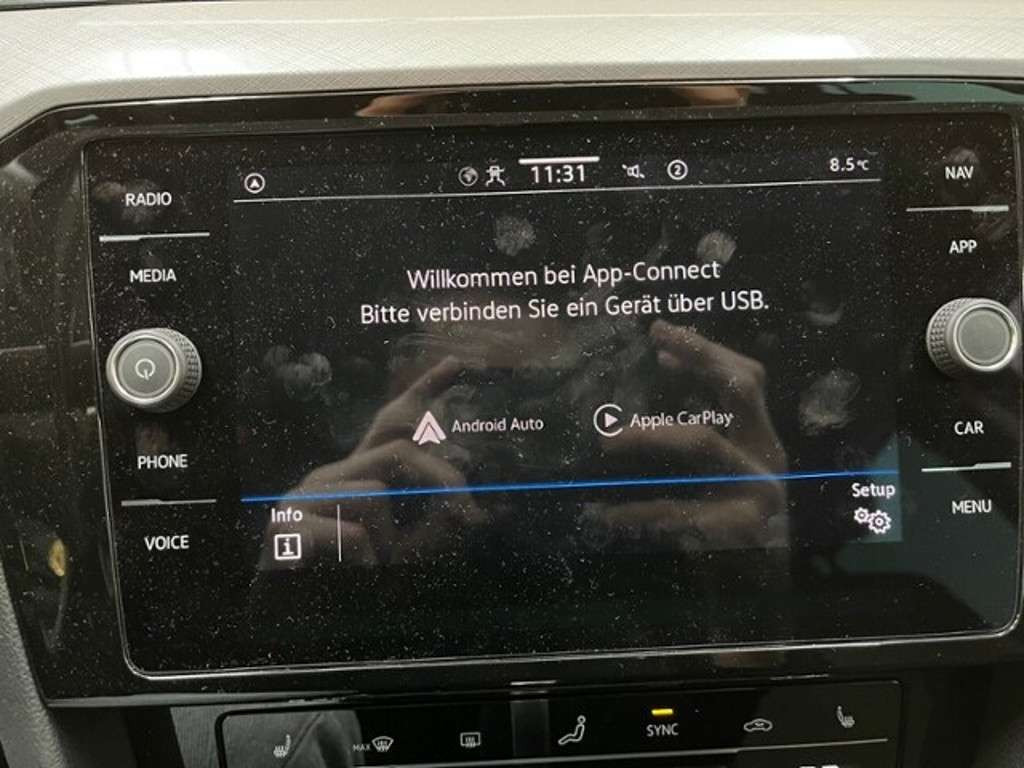 11:31
2
8.5°C
RADIO
NAV
MEDIA
APP
Willkommen bei App-Connect
Bitte verbinden Sie ein Gerät über USB.
Android Auto
Apple CarPlay
PHONE
CAR
VOICE
MENU
Info
i
Setup
MAX
SYNC